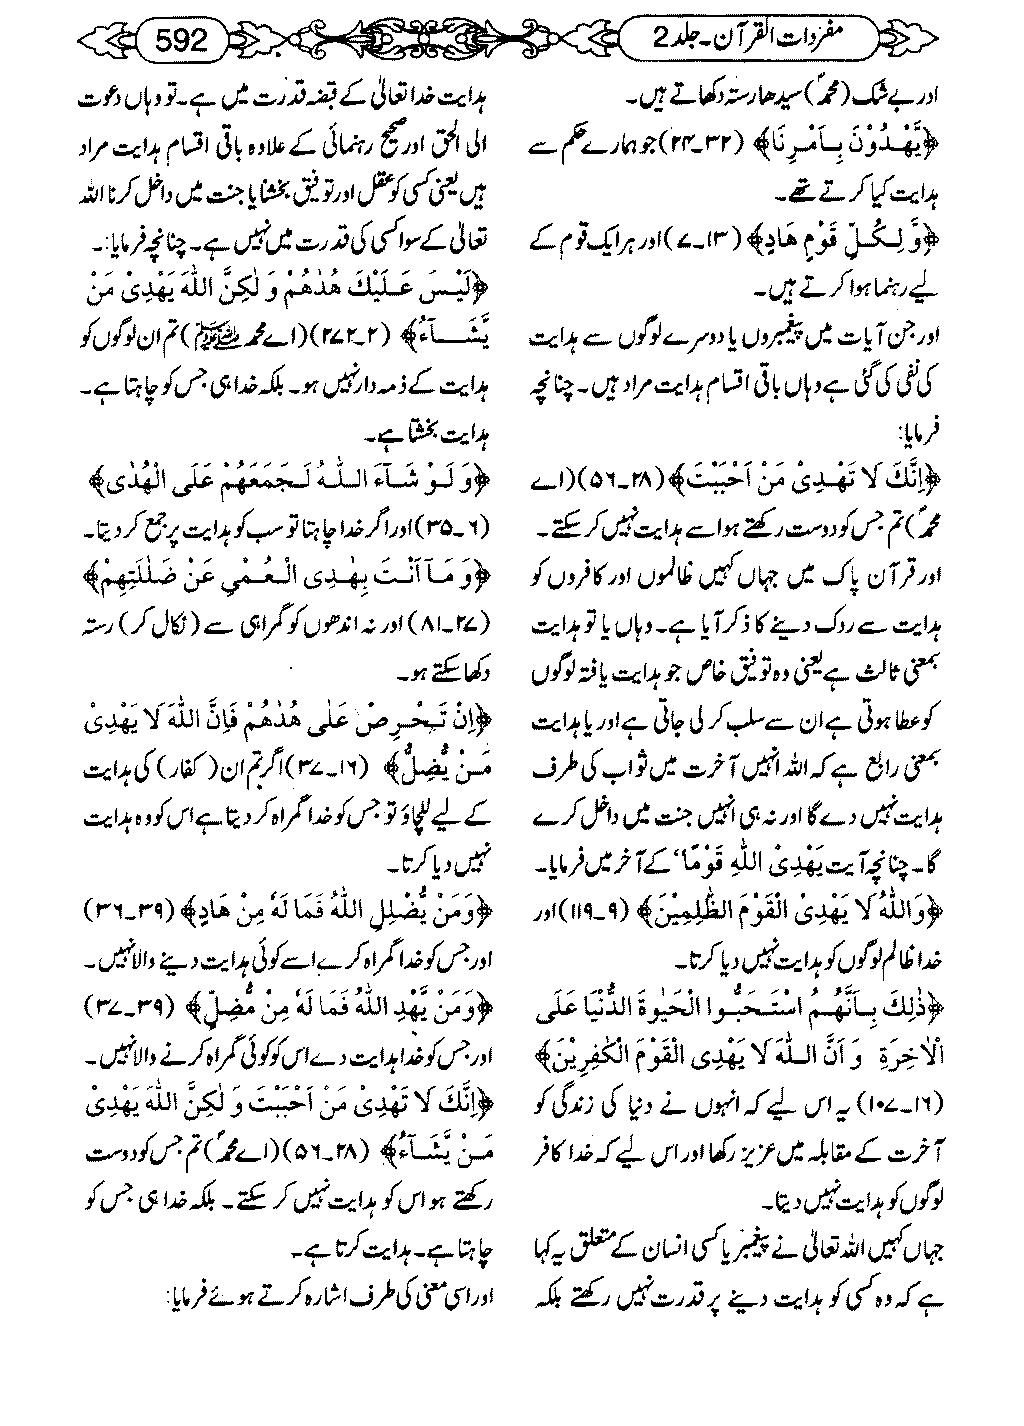 مفردات القرآن۔ جلد 2
592
اور بے شک (محمدؐ) سیدھا رستہ دکھاتے ہیں۔
﴿یَّهْدُوْنَ بِاَمْرِنَا﴾ (۳۲۔۲۴) جو ہمارے حکم سے
ہدایت کیا کرتے تھے۔
﴿وَّلِكُلِّ قَوْمٍ هَادٍ﴾ (۱۳۔۷) اور ہر ایک قوم کے
لیے رہنما ہوا کرتے ہیں۔
اور جن آیات میں پیغمبروں یا دوسرے لوگوں سے ہدایت
کی نفی کی گئی ہے وہاں باقی اقسام ہدایت مراد ہیں۔ چنانچہ
فرمایا:
﴿اِنَّكَ لَا تَهْدِیْ مَنْ اَحْبَبْتَ﴾ (۲۸۔۵۶) (اے
محمدؐ) تم جس کو دوست رکھتے ہو اسے ہدایت نہیں کر سکتے۔
اور قرآن پاک میں جہاں کہیں ظالموں اور کافروں کو
ہدایت سے روک دینے کا ذکر آیا ہے۔ وہاں یا تو ہدایت
بمعنی ثالث ہے یعنی وہ توفیق خاص جو ہدایت یافتہ لوگوں
کو عطا ہوتی ہے ان سے سلب کر لی جاتی ہے اور یا ہدایت
بمعنی رابع ہے کہ اللہ انہیں آخرت میں ثواب کی طرف
ہدایت نہیں دے گا اور نہ ہی انہیں جنت میں داخل کرے
گا۔ چنانچہ آیت یَهْدِیْ اللهِ قَوْمًا‘‘ کے آخر میں فرمایا۔
﴿وَاللهُ لَا یَهْدِیْ الْقَوْمَ الظّٰلِمِیْنَ﴾ (۹۔۱۱۹) اور
خدا ظالم لوگوں کو ہدایت نہیں دیا کرتا۔
﴿ذٰلِكَ بِاَنَّهُمُ اسْتَحَبُّوا الْحَیٰوةَ الدُّنْیَا عَلَی
الْاٰخِرَةِ وَاَنَّ اللهَ لَا یَهْدِی الْقَوْمَ الْكٰفِرِیْنَ﴾
(۱۶۔۱۰۷) یہ اس لیے کہ انہوں نے دنیا کی زندگی کو
آخرت کے مقابلہ میں عزیز رکھا اور اس لیے کہ خدا کافر
لوگوں کو ہدایت نہیں دیتا۔
جہاں کہیں اللہ تعالیٰ نے پیغمبر یا کسی انسان کے متعلق یہ کہا
ہے کہ وہ کسی کو ہدایت دینے پر قدرت نہیں رکھتے بلکہ
ہدایت خدا تعالیٰ کے قبضہ قدرت میں ہے۔ تو وہاں دعوت
الی الحق اور صحیح رہنمائی کے علاوہ باقی اقسام ہدایت مراد
ہیں یعنی کسی کو عقل اور توفیق بخشنا یا جنت میں داخل کرنا اللہ
تعالیٰ کے سوا کسی کی قدرت میں نہیں ہے۔ چنانچہ فرمایا:۔
﴿لَیْسَ عَلَیْكَ هُدٰهُمْ وَلٰكِنَّ اللهَ یَهْدِیْ مَنْ
یَّشَآءُ﴾ (۲۔۲۷۲) (اے محمد ﷺ) تم ان لوگوں کو
ہدایت کے ذمہ دار نہیں ہو۔ بلکہ خدا ہی جس کو چاہتا ہے۔
ہدایت بخشتا ہے۔
﴿وَلَوْ شَآءَ اللهُ لَجَمَعَهُمْ عَلَی الْهُدٰی﴾
(۶۔۳۵) اور اگر خدا چاہتا تو سب کو ہدایت پر جمع کر دیتا۔
﴿وَمَآ اَنْتَ بِهٰدِی الْعُمْیِ عَنْ ضَلٰلَتِهِمْ﴾
(۲۷۔۸۱) اور نہ اندھوں کو گمراہی سے (نکال کر) رستہ
دکھا سکتے ہو۔
﴿اِنْ تَحْرِصْ عَلٰی هُدٰهُمْ فَاِنَّ اللهَ لَا یَهْدِیْ
مَنْ یُّضِلُّ﴾ (۱۶۔۳۷) اگر تم ان (کفار) کی ہدایت
کے لیے للچاؤ تو جس کو خدا گمراہ کر دیتا ہے اس کو وہ ہدایت
نہیں دیا کرتا۔
﴿وَمَنْ یُّضْلِلِ اللهُ فَمَا لَهٗ مِنْ هَادٍ﴾ (۳۹۔۳۶)
اور جس کو خدا گمراہ کرے اسے کوئی ہدایت دینے والا نہیں۔
﴿وَمَنْ یَّهْدِ اللهُ فَمَا لَهٗ مِنْ مُّضِلٍّ﴾ (۳۹۔۳۷)
اور جس کو خدا ہدایت دے اس کو کوئی گمراہ کرنے والا نہیں۔
﴿اِنَّكَ لَا تَهْدِیْ مَنْ اَحْبَبْتَ وَلٰكِنَّ اللهَ یَهْدِیْ
مَنْ یَّشَآءُ﴾ (۲۸۔۵۶) (اے محمدؐ) تم جس کو دوست
رکھتے ہو اس کو ہدایت نہیں کر سکتے۔ بلکہ خدا ہی جس کو
چاہتا ہے۔ ہدایت کرتا ہے۔
اور اسی معنی کی طرف اشارہ کرتے ہوئے فرمایا: